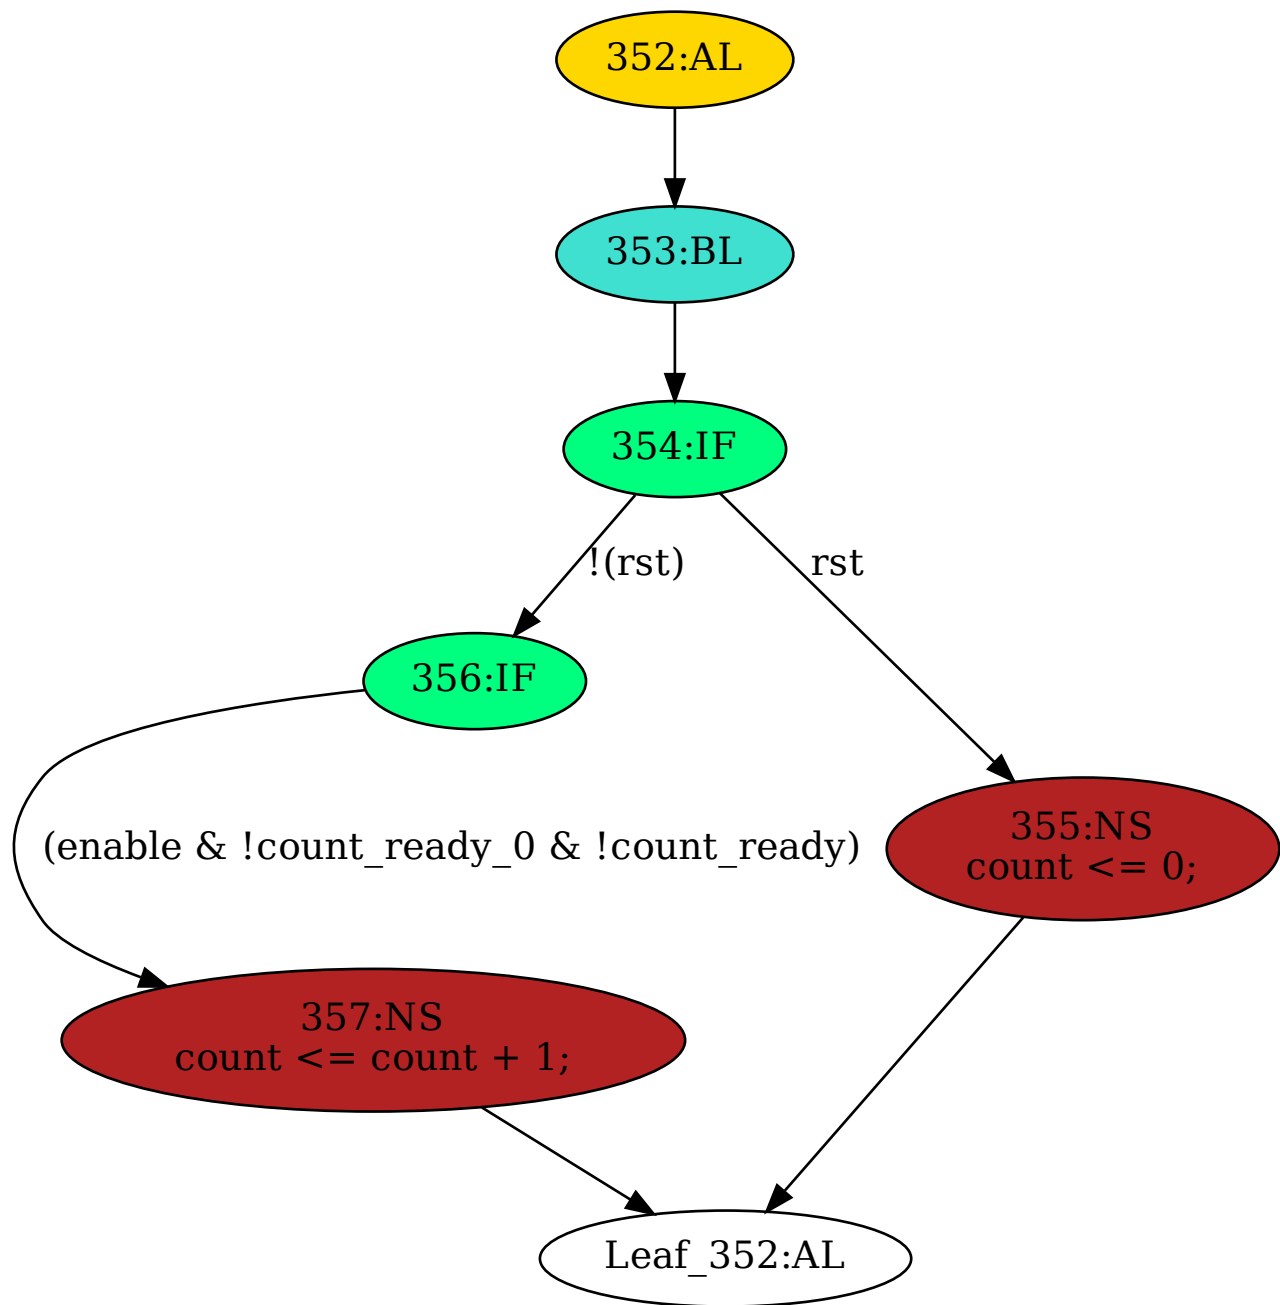 352:AL
353:BL
354:IF
!(rst)
rst
356:IF
(enable & !count_ready_0 & !count_ready)
355:NS
count <= 0;
357:NS
count <= count + 1;
Leaf_352:AL